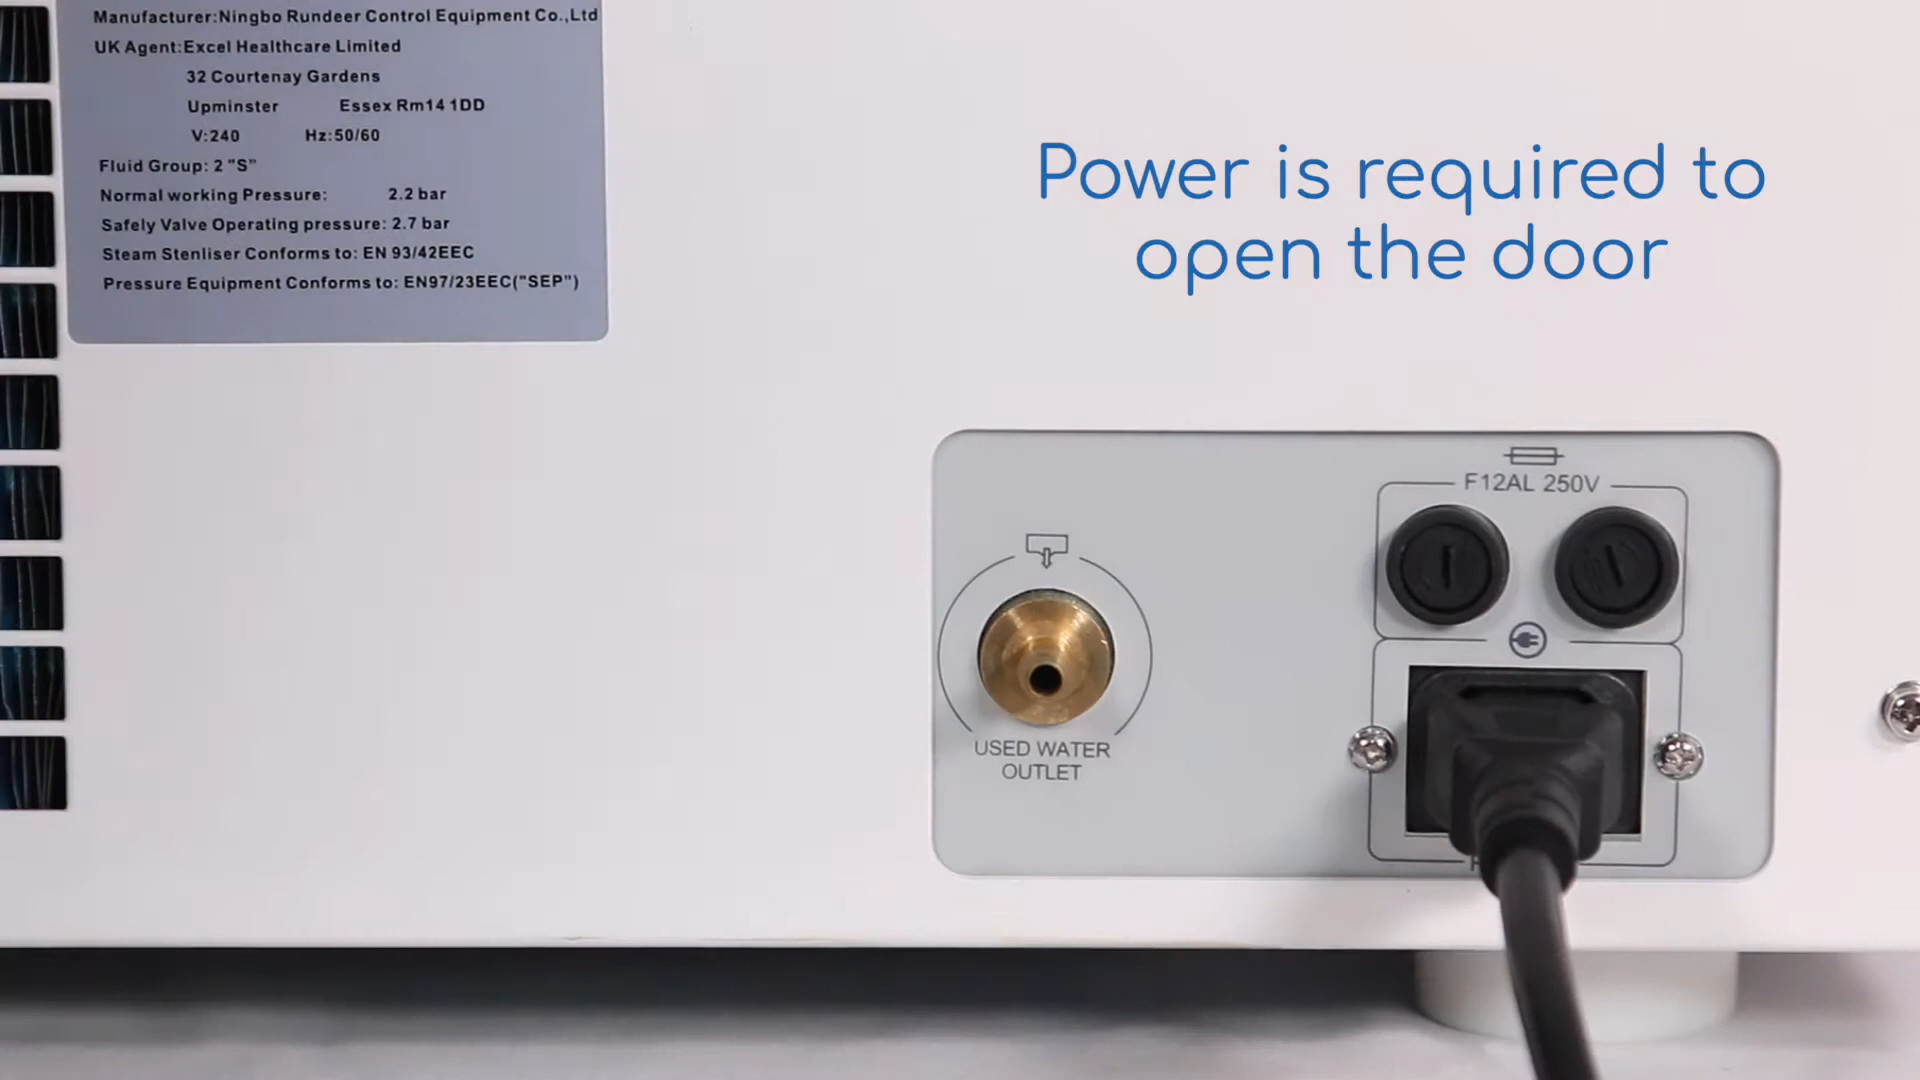 Manufacturer:Ningbo Rundeer Control Equipment Co.,Ltd
UK Agent:Excel Healthcare Limited
32 Courtenay Gardens
Upminster Essex Rm14 1DD
V:240 Hz:50/60
Fluid Group: 2 "S"
Normal working Pressure: 2.2 bar
Safely Valve Operating pressure: 2.7 bar
Steam Stenliser Conforms to: EN 93/42EEC
Pressure Equipment Conforms to: EN97/23EEC("SEP")
Power is required to
open the door
F12AL 250V
USED WATER
OUTLET